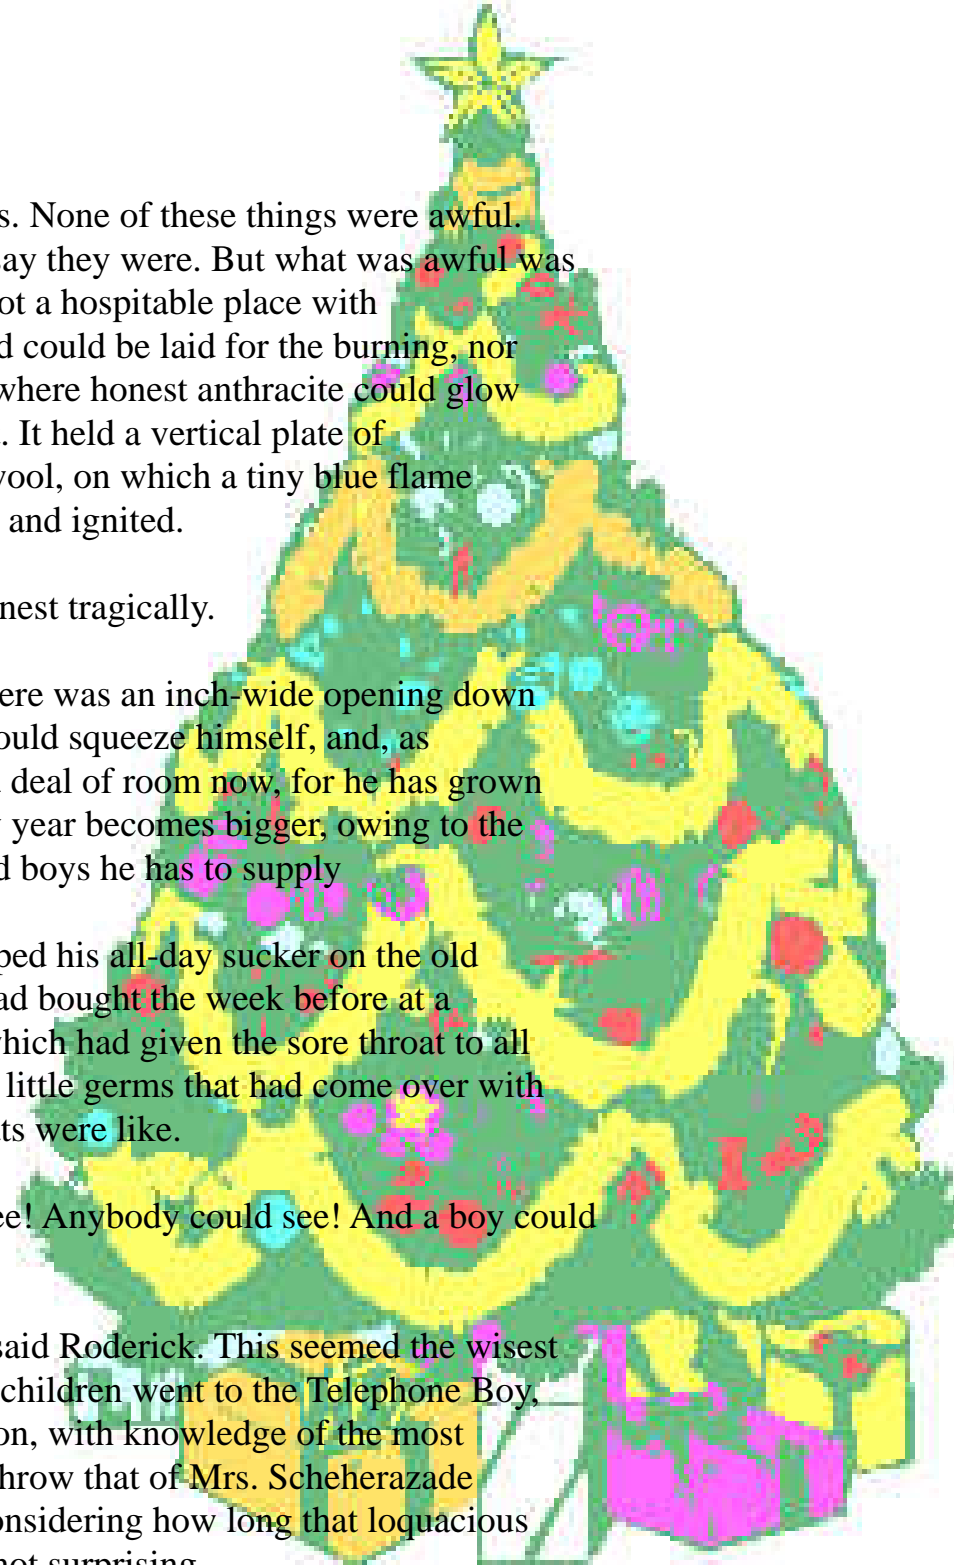 s. None of these things were awful.
say they were. But what was awful was
ot a hospitable place with
d could be laid for the burning, nor
where honest anthracite could glow
. It held a vertical plate of
wool, on which a tiny blue flame
and ignited.
nest tragically.
ere was an inch-wide opening down
ould squeeze himself, and, as
deal of room now, for he has grown
y year becomes bigger, owing to the
d boys he has to supply
ped his all-day sucker on the old
ad bought the week before at a
which had given the sore throat to all
little germs that had come over with
ts were like.
ee! Anybody could see! And a boy could
said Roderick. This seemed the wisest
children went to the Telephone Boy,
on, with knowledge of the most
hrow that of Mrs. Scheherazade
onsidering how long that loquacious
not surprising